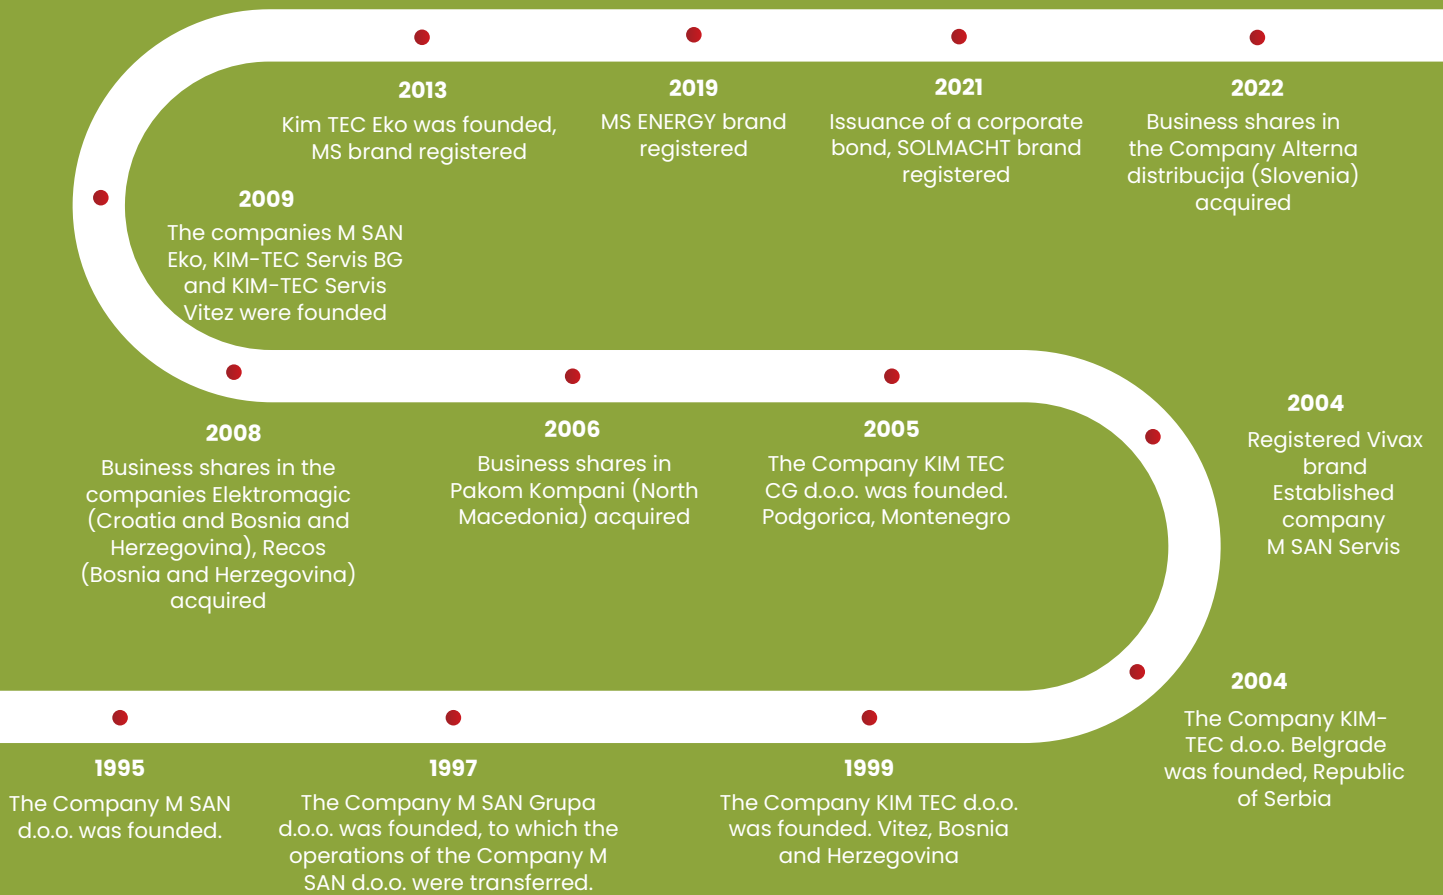 2013
Kim TEC Eko was founded,
MS brand registered
2019
MS ENERGY brand
registered
2021
Issuance of a corporate
bond, SOLMACHT brand
registered
2022
Business shares in
the Company Alterna
distribucija (Slovenia)
acquired
2009
The companies M SAN
Eko, KIM-TEC Servis BG
and KIM-TEC Servis
Vitez were founded
2008
Business shares in the
companies Elektromagic
(Croatia and Bosnia and
Herzegovina), Recos
(Bosnia and Herzegovina)
acquired
2006
Business shares in
Pakom Kompani (North
Macedonia) acquired
2005
The Company KIM TEC
CG d.o.o. was founded.
Podgorica, Montenegro
2004
Registered Vivax
brand
Established
company
M SAN Servis
2004
The Company KIM-
TEC d.o.o. Belgrade
was founded, Republic
of Serbia
1995
The Company M SAN
d.o.o. was founded.
1997
The Company M SAN Grupa
d.o.o. was founded, to which the
operations of the Company M
SAN d.o.o. were transferred.
1999
The Company KIM TEC d.o.o.
was founded. Vitez, Bosnia
and Herzegovina